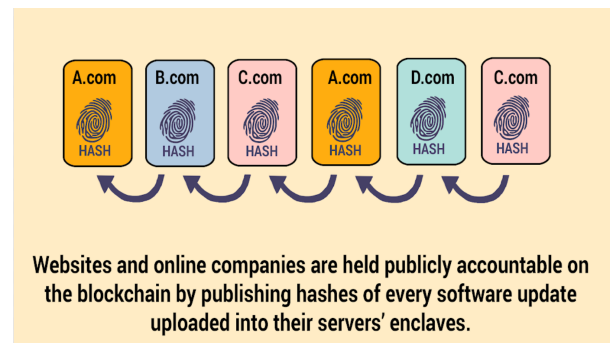 A.com B.com C.com A.com D.com C.com
HASH HASH HASH HASH HASH HASH
Websites and online companies are held publicly accountable on
the blockchain by publishing hashes of every software update
uploaded into their servers’ enclaves.